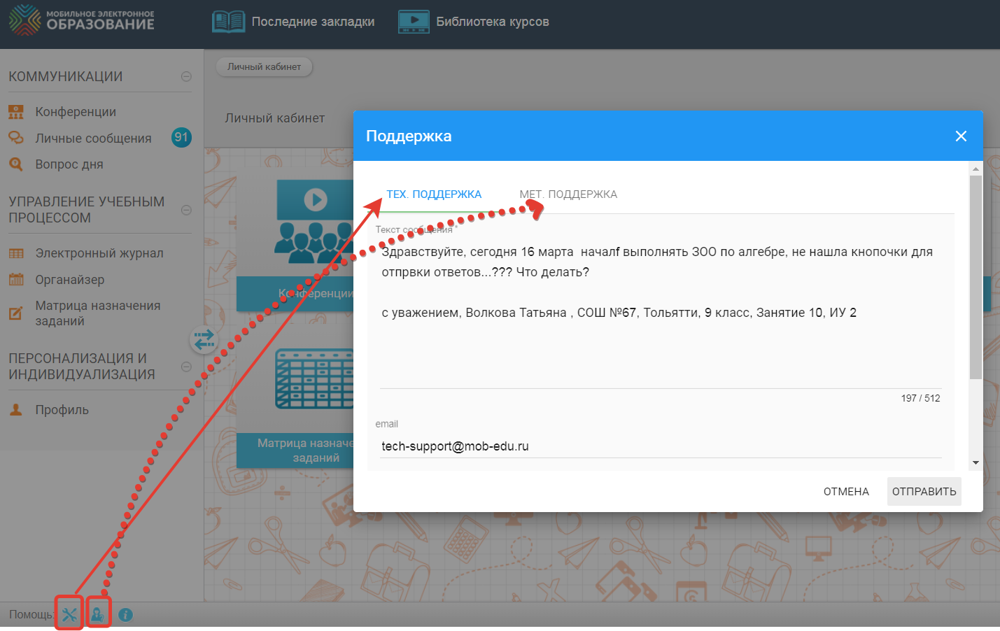 МОБИЛЬНОЕ ЭЛЕКТРОННОЕ
ОБРАЗОВАНИЕ
Последние закладки
Библиотека курсов
КОММУНИКАЦИИ
Конференции
Личные сообщения
91
Вопрос дня
УПРАВЛЕНИЕ УЧЕБНЫМ
ПРОЦЕССОМ
Электронный журнал
Органайзер
Матрица назначения
заданий
ПЕРСОНАЛИЗАЦИЯ И
ИНДИВИДУАЛИЗАЦИЯ
Профиль
Помощь:
Личный кабинет
Личный кабинет
Конференции
Матрица назначе
заданий
Поддержка
ТЕХ. ПОДДЕРЖКА
МЕТ. ПОДДЕРЖКА
Текст сообщения *
Здравствуйте, сегодня 16 марта  началf выполнять ЗОО по алгебре, не нашла кнопочки для
отпрвки ответов...??? Что делать?
с уважением, Волкова Татьяна , СОШ №67, Тольятти, 9 класс, Занятие 10, ИУ 2
197 / 512
email
tech-support@mob-edu.ru
ОТМЕНА
ОТПРАВИТЬ